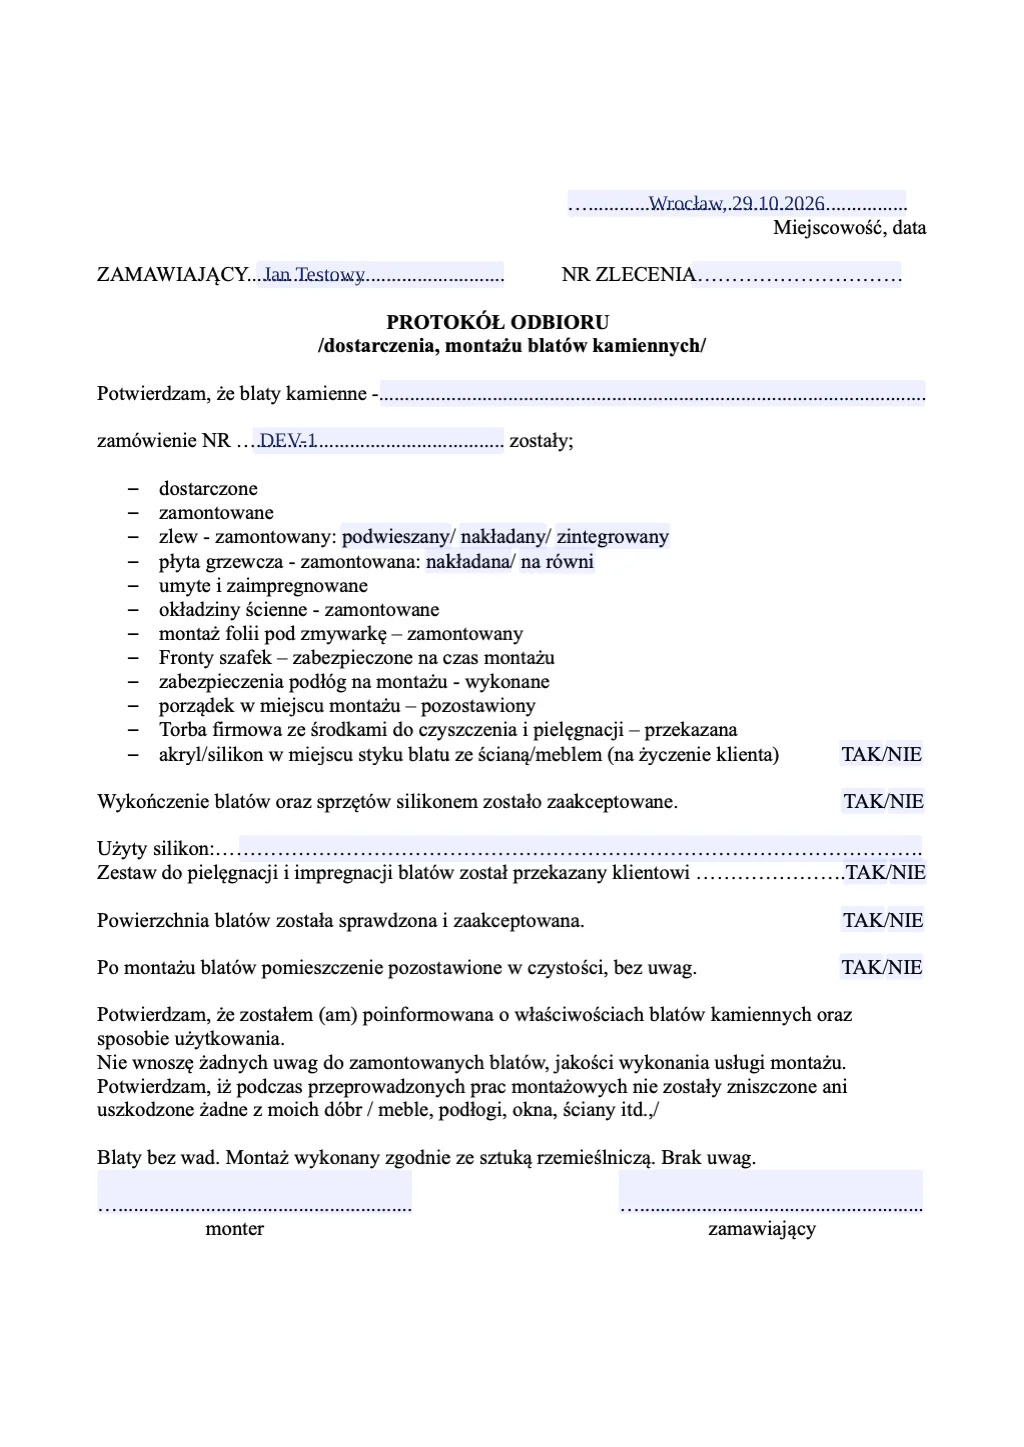 ….............Wrocław, 29.10.2026.................
Miejscowość, data
ZAMAWIAJĄCY... Jan Testowy............................ NR ZLECENIA…………………………
PROTOKÓŁ ODBIORU
/dostarczenia, montażu blatów kamiennych/
Potwierdzam, że blaty kamienne -.............................................................................................................
zamówienie NR ….DEV-1..................................... zostały;
– dostarczone
– zamontowane
– zlew - zamontowany: podwieszany/ nakładany/ zintegrowany
– płyta grzewcza - zamontowana: nakładana/ na równi
– umyte i zaimpregnowane
– okładziny ścienne - zamontowane
– montaż folii pod zmywarkę – zamontowany
– Fronty szafek – zabezpieczone na czas montażu
– zabezpieczenia podłóg na montażu - wykonane
– porządek w miejscu montażu – pozostawiony
– Torba firmowa ze środkami do czyszczenia i pielęgnacji – przekazana
– akryl/silikon w miejscu styku blatu ze ścianą/meblem (na życzenie klienta) TAK/NIE
Wykończenie blatów oraz sprzętów silikonem zostało zaakceptowane. TAK/NIE
Użyty silikon:…………………………………………………………………………………
Zestaw do pielęgnacji i impregnacji blatów został przekazany klientowi ………………….TAK/NIE
Powierzchnia blatów została sprawdzona i zaakceptowana. TAK/NIE
Po montażu blatów pomieszczenie pozostawione w czystości, bez uwag. TAK/NIE
Potwierdzam, że zostałem (am) poinformowana o właściwościach blatów kamiennych oraz
sposobie użytkowania.
Nie wnoszę żadnych uwag do zamontowanych blatów, jakości wykonania usługi montażu.
Potwierdzam, iż podczas przeprowadzonych prac montażowych nie zostały zniszczone ani
uszkodzone żadne z moich dóbr / meble, podłogi, okna, ściany itd.,/
Blaty bez wad. Montaż wykonany zgodnie ze sztuką rzemieślniczą. Brak uwag.
…........................................................... ….........................................................
monter zamawiający